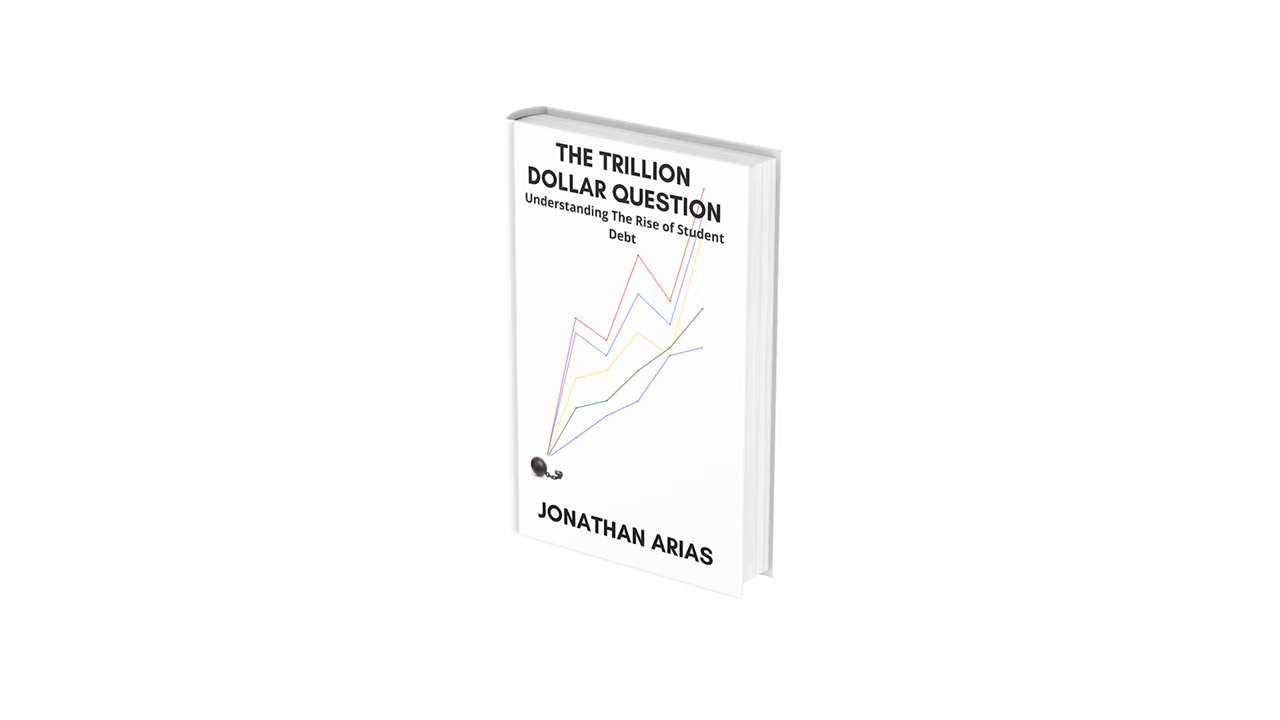 THE TRILLION
DOLLAR QUESTION
Understanding The Rise of Student
Debt
JONATHAN ARIAS